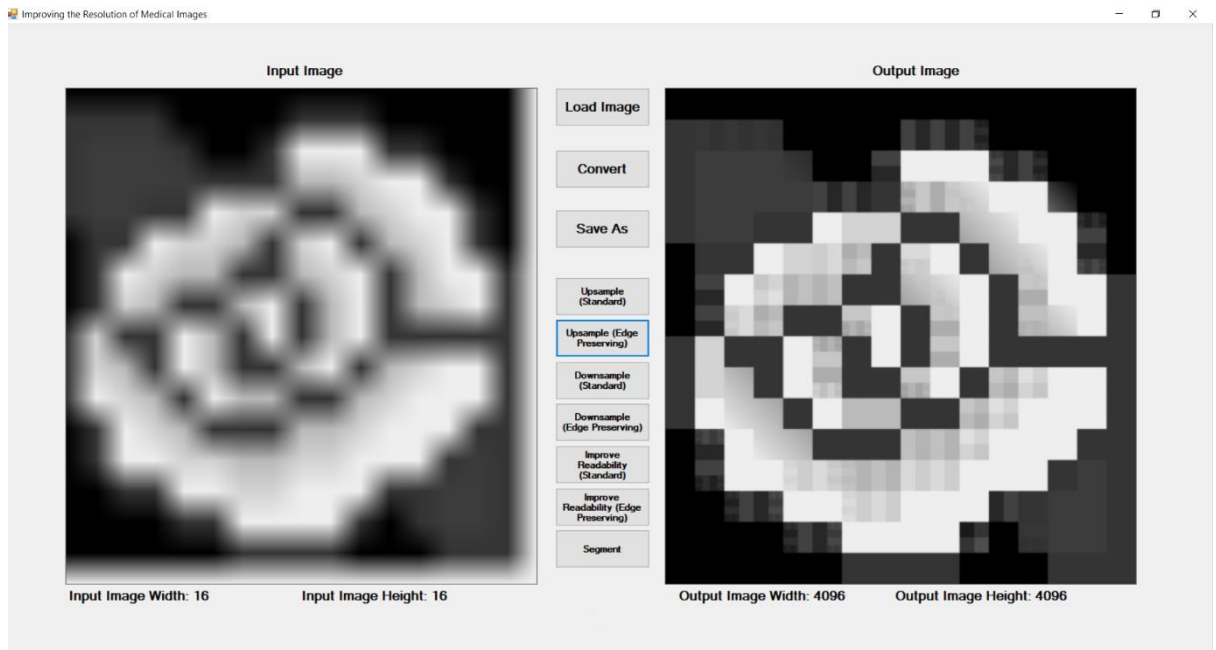 Improving the Resolution of Medical Images
Input Image
Output Image
Load Image
Convert
Save As
Upsample
(Standard)
Upsample (Edge
Preserving)
Downsample
(Standard)
Downsample
(Edge Preserving)
Improve
Readability
(Standard)
Improve
Readability (Edge
Preserving)
Segment
Input Image Width: 16
Input Image Height: 16
Output Image Width: 4096
Output Image Height: 4096